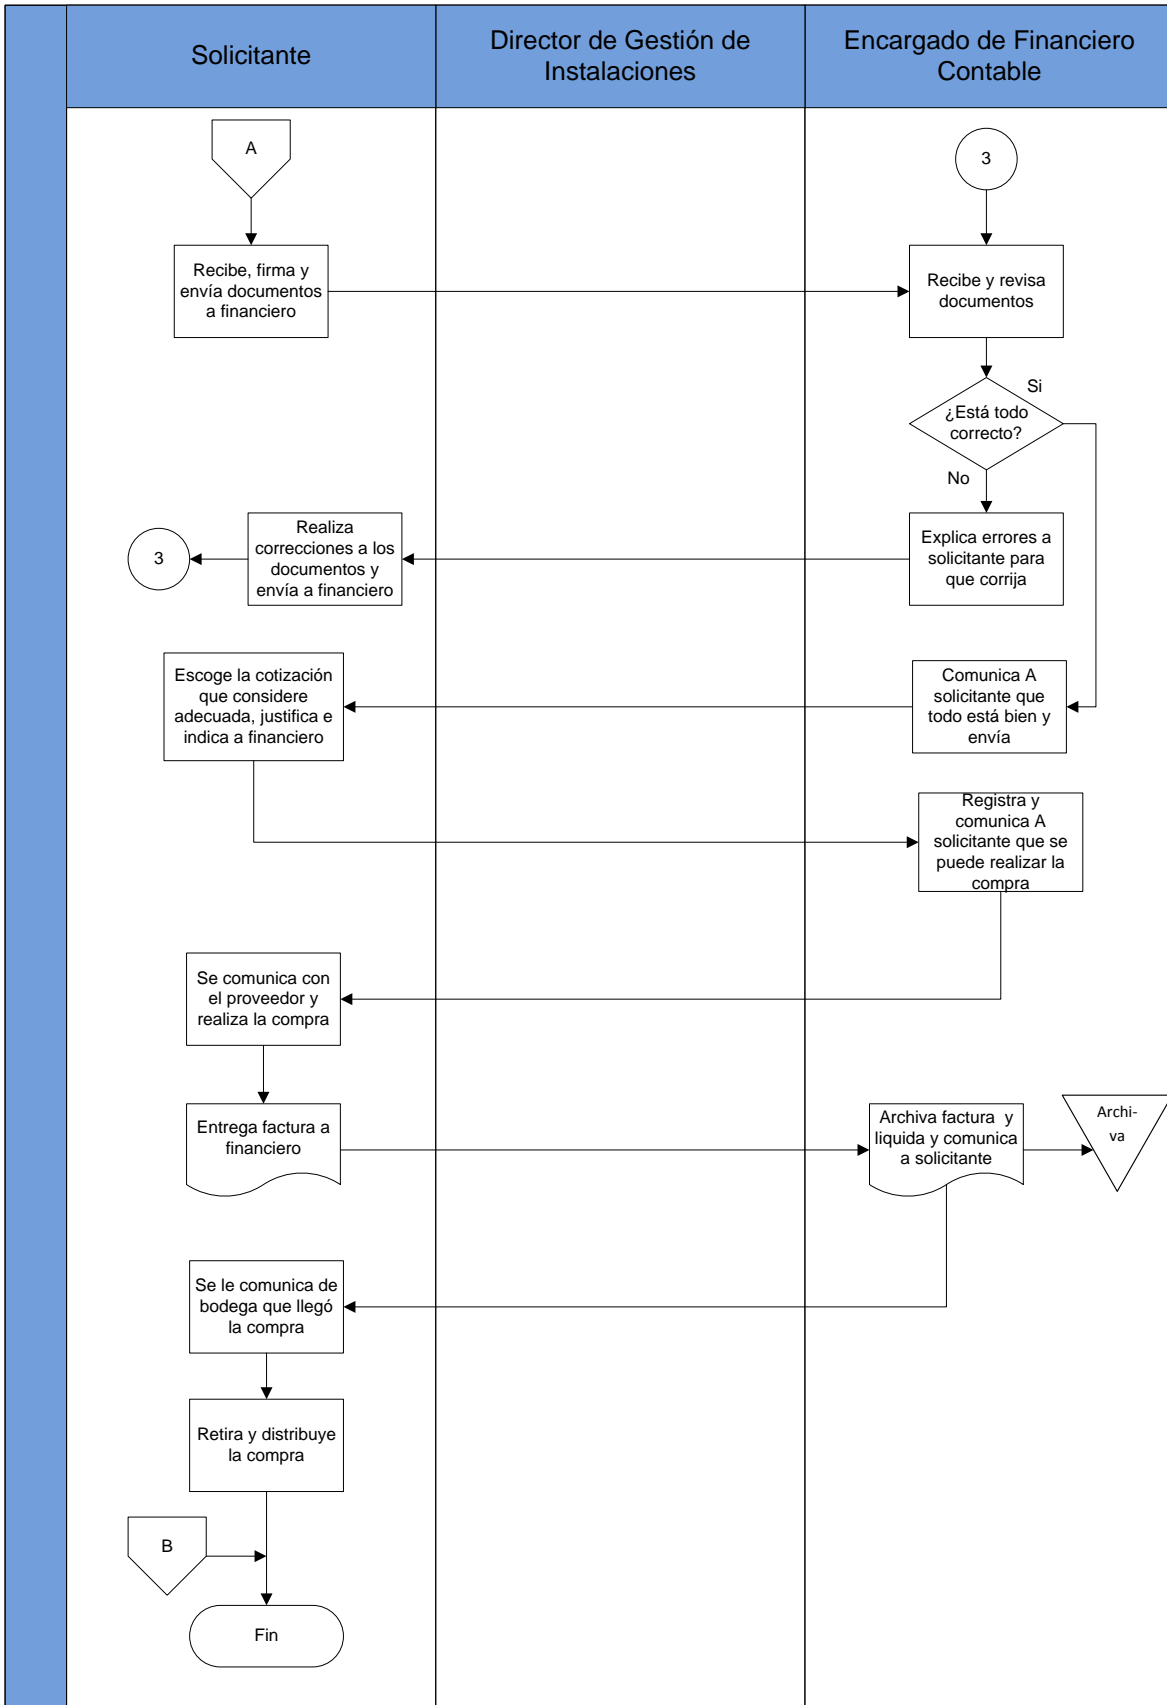 Solicitante
Director de Gestión de
Instalaciones
Encargado de Financiero
Contable
A
3
Recibe, firma y
envía documentos
a financiero
Recibe y revisa
documentos
Si
¿Está todo
correcto?
No
3
Realiza
correcciones a los
documentos y
envía a financiero
Explica errores a
solicitante para
que corrija
Escoge la cotización
que considere
adecuada, justifica e
indica a financiero
Comunica A
solicitante que
todo está bien y
envía
Registra y
comunica A
solicitante que se
puede realizar la
compra
Se comunica con
el proveedor y
realiza la compra
Entrega factura a
financiero
Archiva factura  y
liquida y comunica
a solicitante
Archi-
va
Se le comunica de
bodega que llegó
la compra
Retira y distribuye
la compra
B
Fin